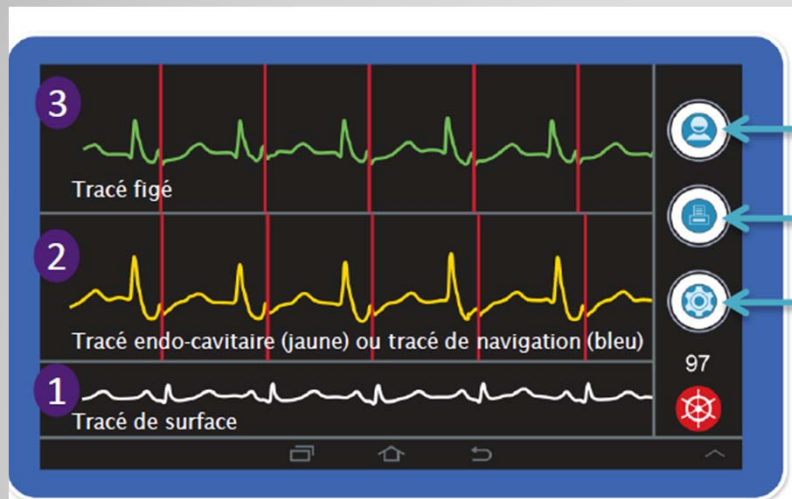 3
Tracé figé
2
Tracé endo-cavitaire (jaune) ou tracé de navigation (bleu)
97
1
Tracé de surface